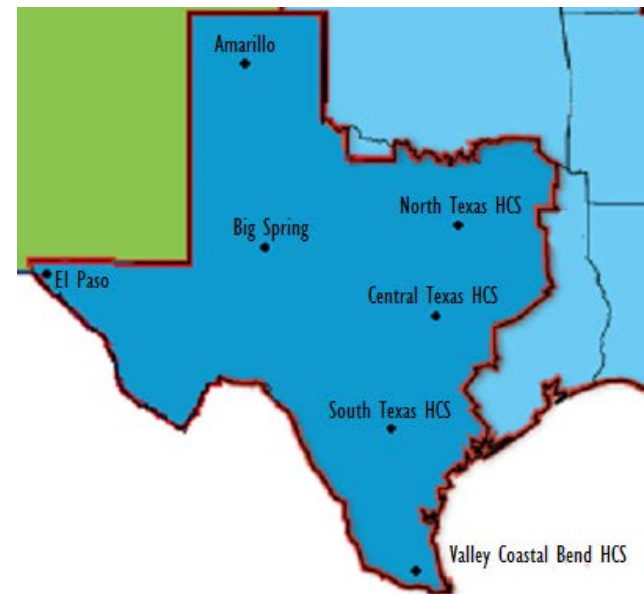 Amarillo
North Texas HCS
Big Spring
El Paso
Central Texas HCS
South Texas HCS
Valley Coastal Bend HCS